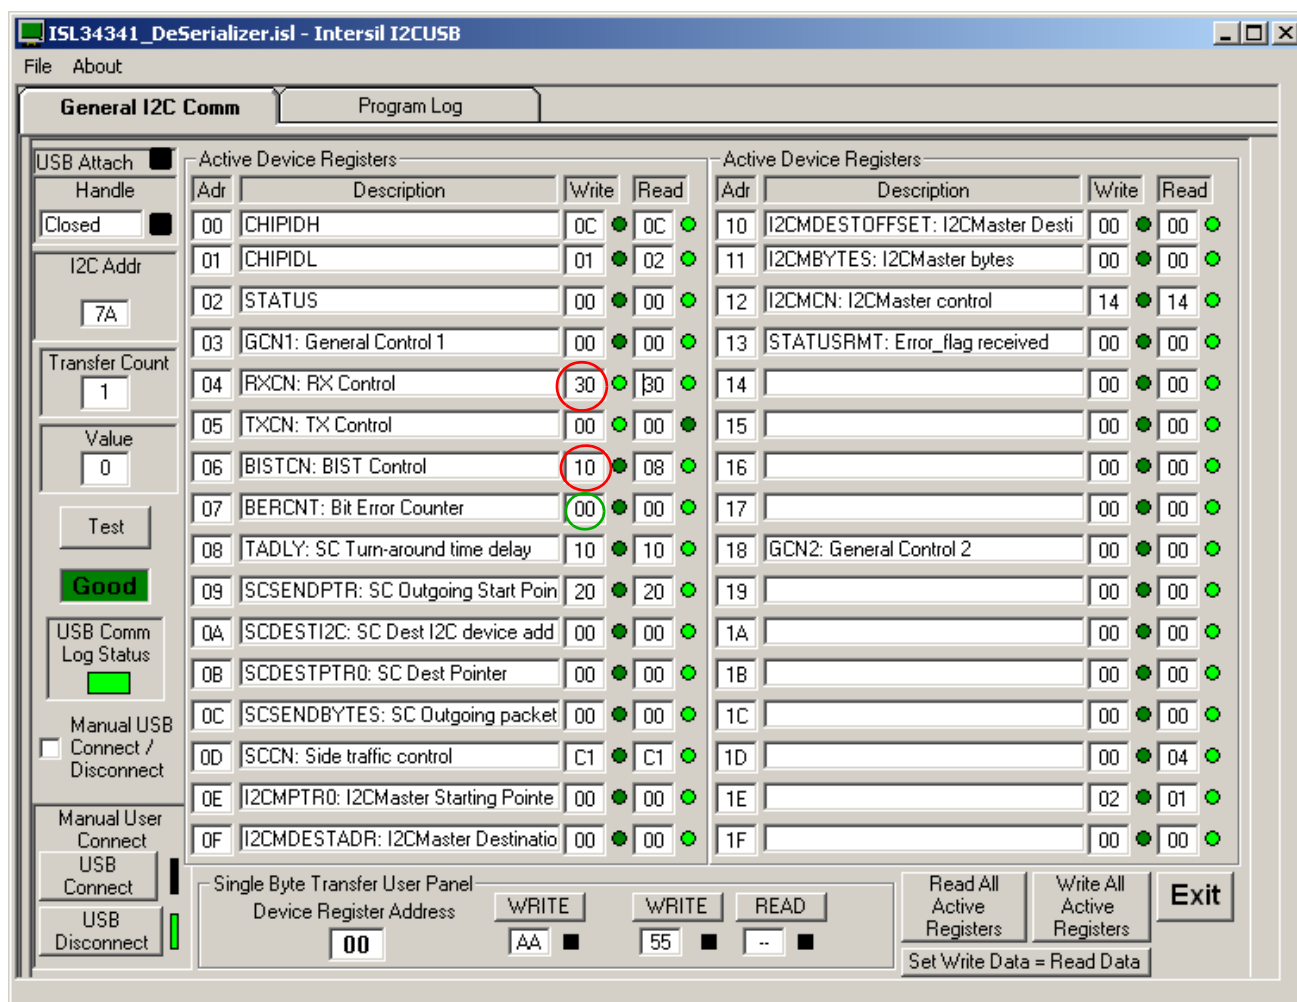 ISL34341_DeSerializer.isl - Intersil I2CUSB
File About
General I2C Comm Program Log
USB Attach
Handle
Closed
I2C Addr
7A
Transfer Count
1
Value
0
Test
Good
USB Comm
Log Status
Manual USB
Connect /
Disconnect
Manual User
Connect
USB
Connect
USB
Disconnect
Active Device Registers
Adr Description Write Read
00 CHIPIDH 0C 0C
01 CHIPIDL 01 02
02 STATUS 00 00
03 GCN1: General Control 1 00 00
04 RXCN: RX Control 30 30
05 TXCN: TX Control 00 00
06 BISTCN: BIST Control 10 08
07 BERCNT: Bit Error Counter 00 00
08 TADLY: SC Turn-around time delay 10 10
09 SCSENDPTR: SC Outgoing Start Poin 20 20
0A SCDESTI2C: SC Dest I2C device add 00 00
0B SCDESTPTR0: SC Dest Pointer 00 00
0C SCSENDBYTES: SC Outgoing packet 00 00
0D SCCN: Side traffic control C1 C1
0E I2CMPTR0: I2CMaster Starting Pointe 00 00
0F I2CMDESTADR: I2CMaster Destinatio 00 00
Active Device Registers
Adr Description Write Read
10 I2CMDESTOFFSET: I2CMaster Desti 00 00
11 I2CMBYTES: I2CMaster bytes 00 00
12 I2CMCN: I2CMaster control 14 14
13 STATUSRMT: Error_flag received 00 00
14 00 00
15 00 00
16 00 00
17 00 00
18 GCN2: General Control 2 00 00
19 00 00
1A 00 00
1B 00 00
1C 00 00
1D 00 04
1E 02 01
1F 00 00
Single Byte Transfer User Panel
Device Register Address
00
WRITE WRITE READ
AA 55 --
Read All
Active
Registers
Write All
Active
Registers
Exit
Set Write Data = Read Data